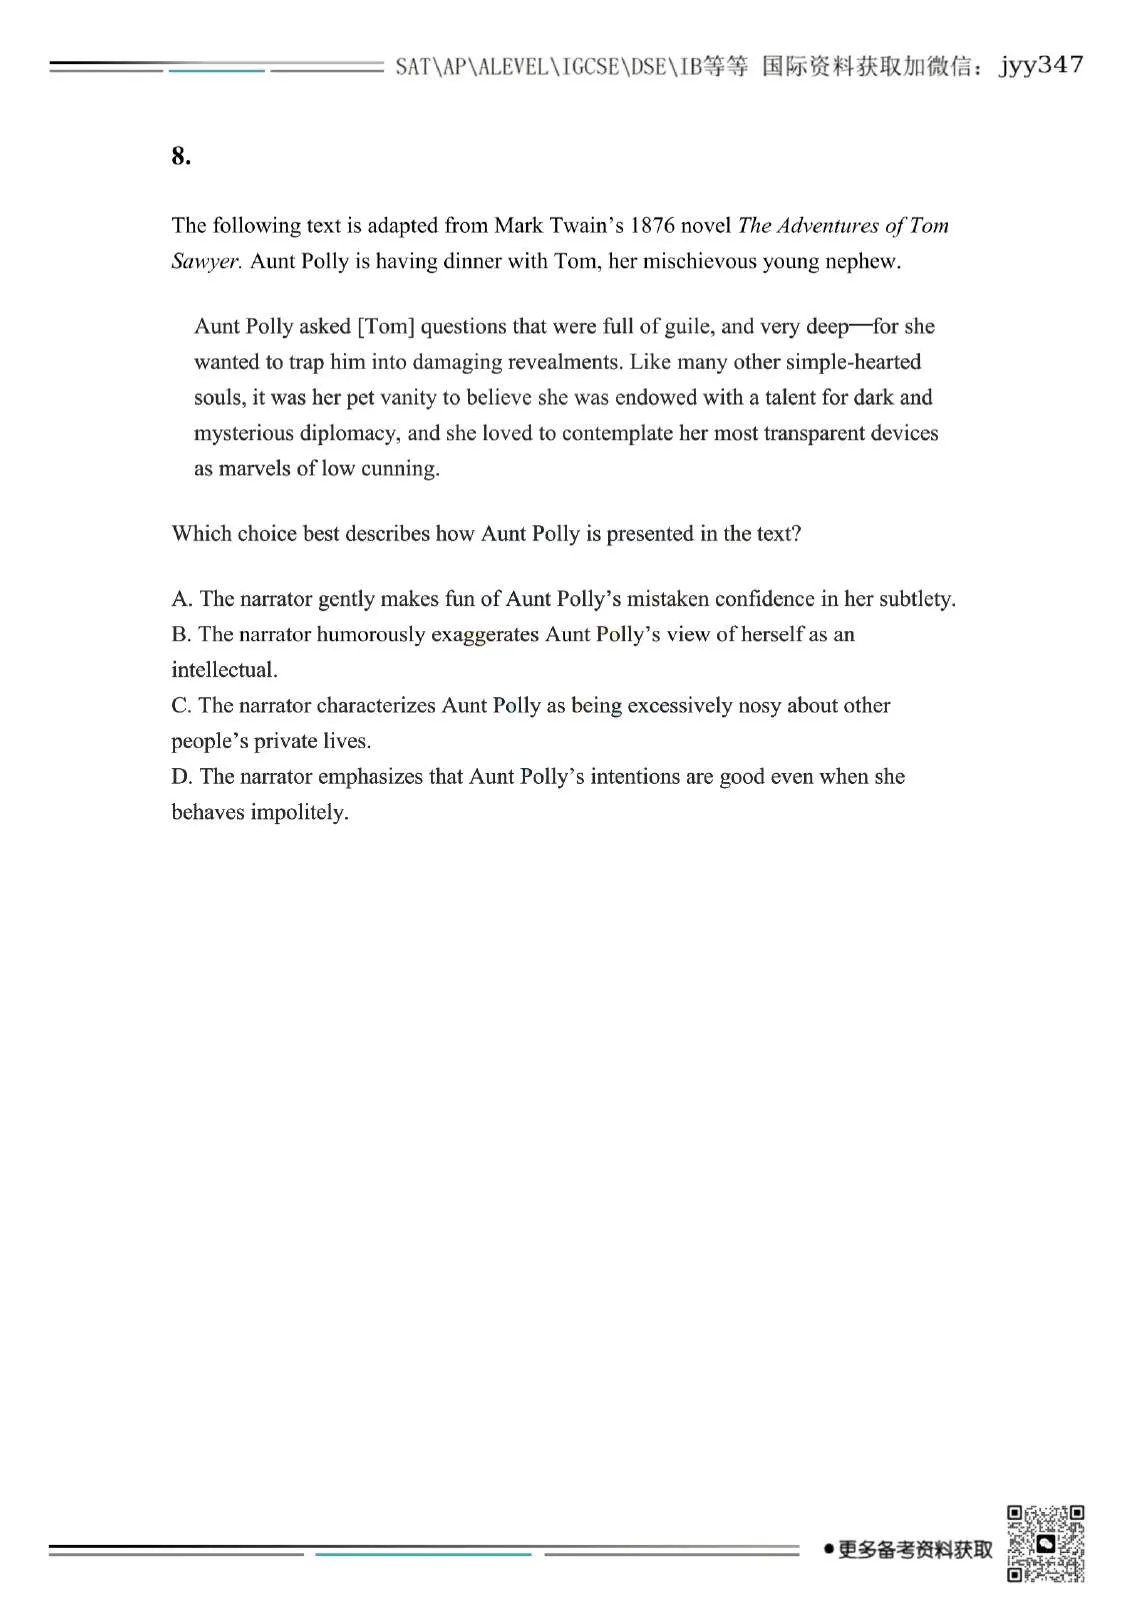 SAT\AP\ALEVEL\IGCSE\DSE\IB等等 国际资料获取加微信：jyy347
8.
The following text is adapted from Mark Twain’s 1876 novel The Adventures of Tom
Sawyer. Aunt Polly is having dinner with Tom, her mischievous young nephew.
Aunt Polly asked [Tom] questions that were full of guile, and very deep—for she
wanted to trap him into damaging revealments. Like many other simple-hearted
souls, it was her pet vanity to believe she was endowed with a talent for dark and
mysterious diplomacy, and she loved to contemplate her most transparent devices
as marvels of low cunning.
Which choice best describes how Aunt Polly is presented in the text?
A. The narrator gently makes fun of Aunt Polly’s mistaken confidence in her subtlety.
B. The narrator humorously exaggerates Aunt Polly’s view of herself as an
intellectual.
C. The narrator characterizes Aunt Polly as being excessively nosy about other
people’s private lives.
D. The narrator emphasizes that Aunt Polly’s intentions are good even when she
behaves impolitely.
●更多备考资料获取